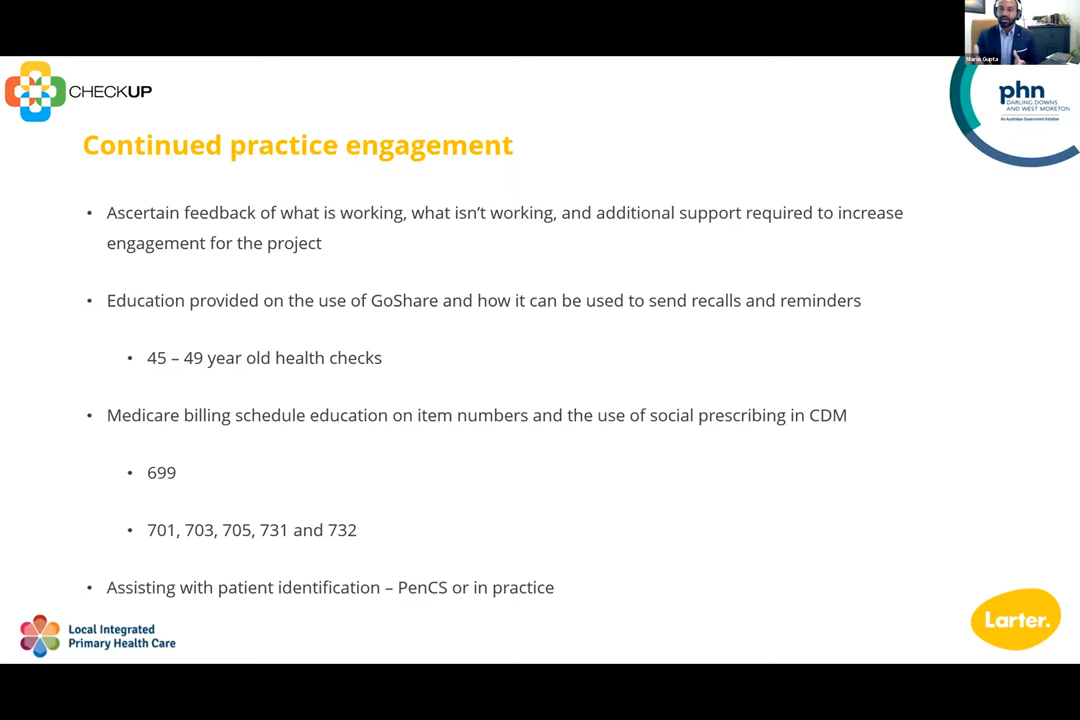 Mario Gupta
CHECKUP
phn
DARLING DOWNS
AND WEST MORETON
An Australian Government Initiative
Continued practice engagement
• Ascertain feedback of what is working, what isn't working, and additional support required to increase
engagement for the project
• Education provided on the use of GoShare and how it can be used to send recalls and reminders
• 45 – 49 year old health checks
• Medicare billing schedule education on item numbers and the use of social prescribing in CDM
• 699
• 701, 703, 705, 731 and 732
• Assisting with patient identification – PenCS or in practice
Local Integrated
Primary Health Care
Larter.